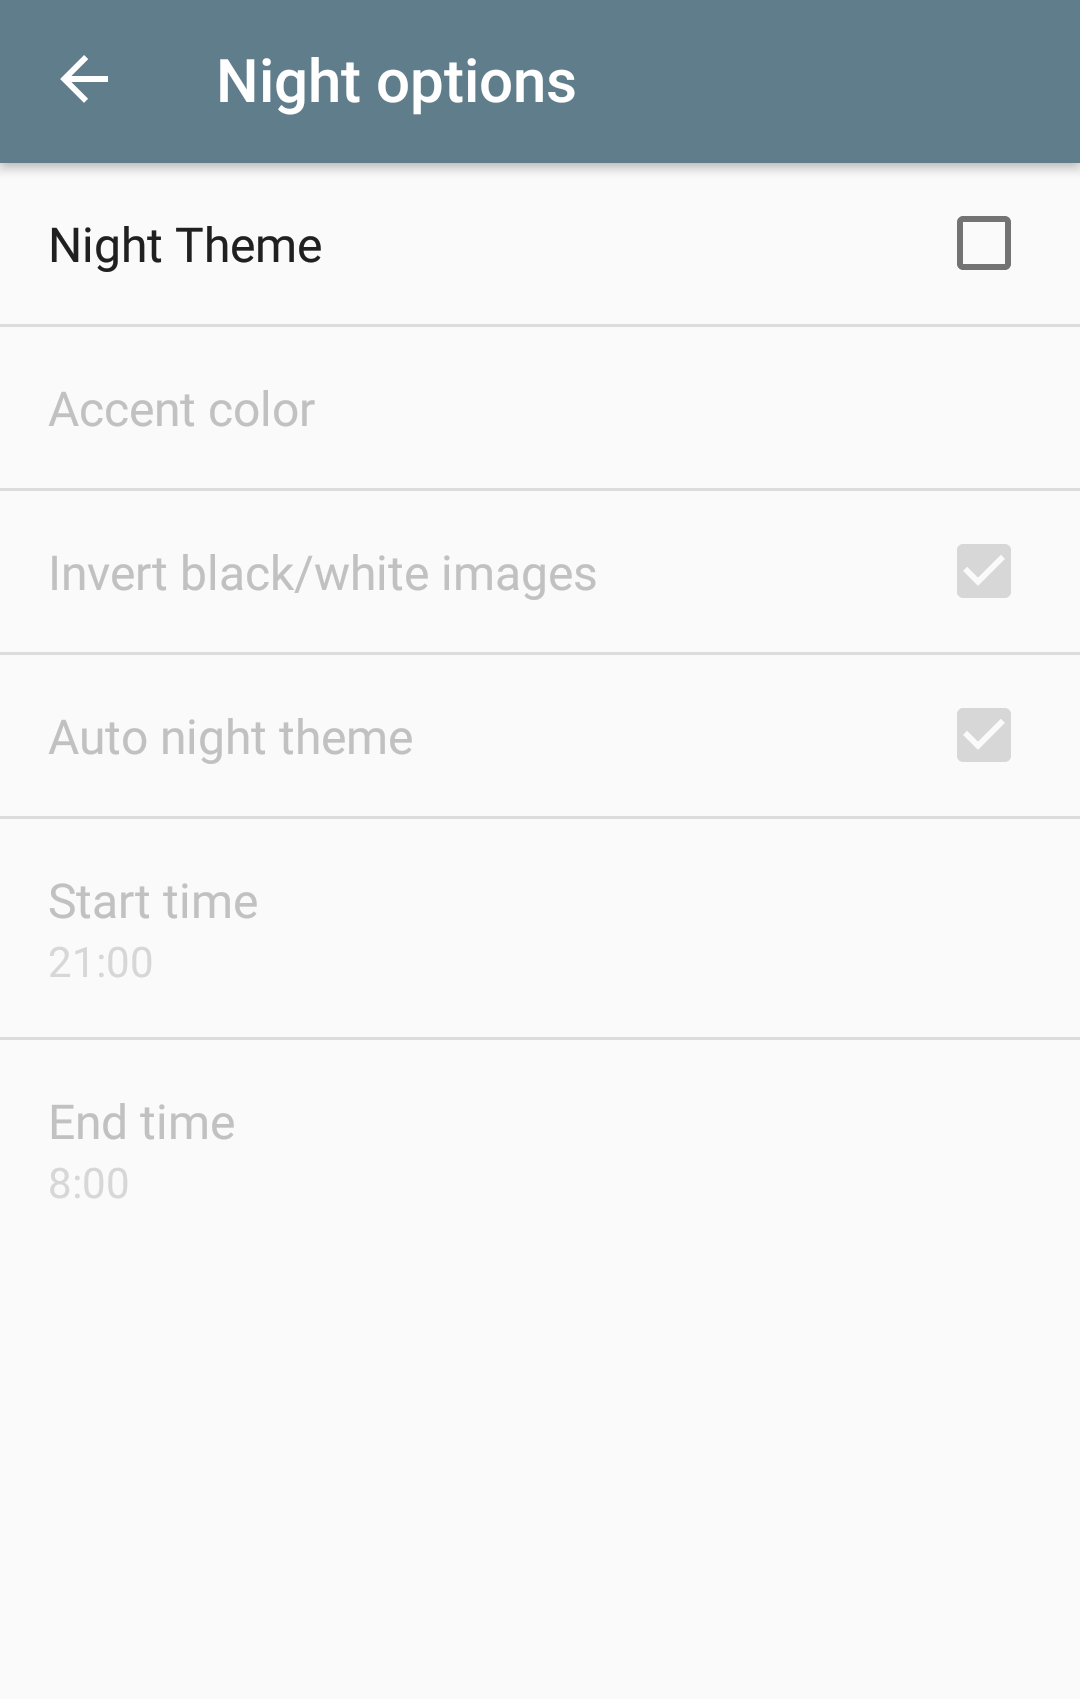 Night options
Night Theme
Accent color
Invert black/white images
Auto night theme
Start time
21:00
End time
8:00